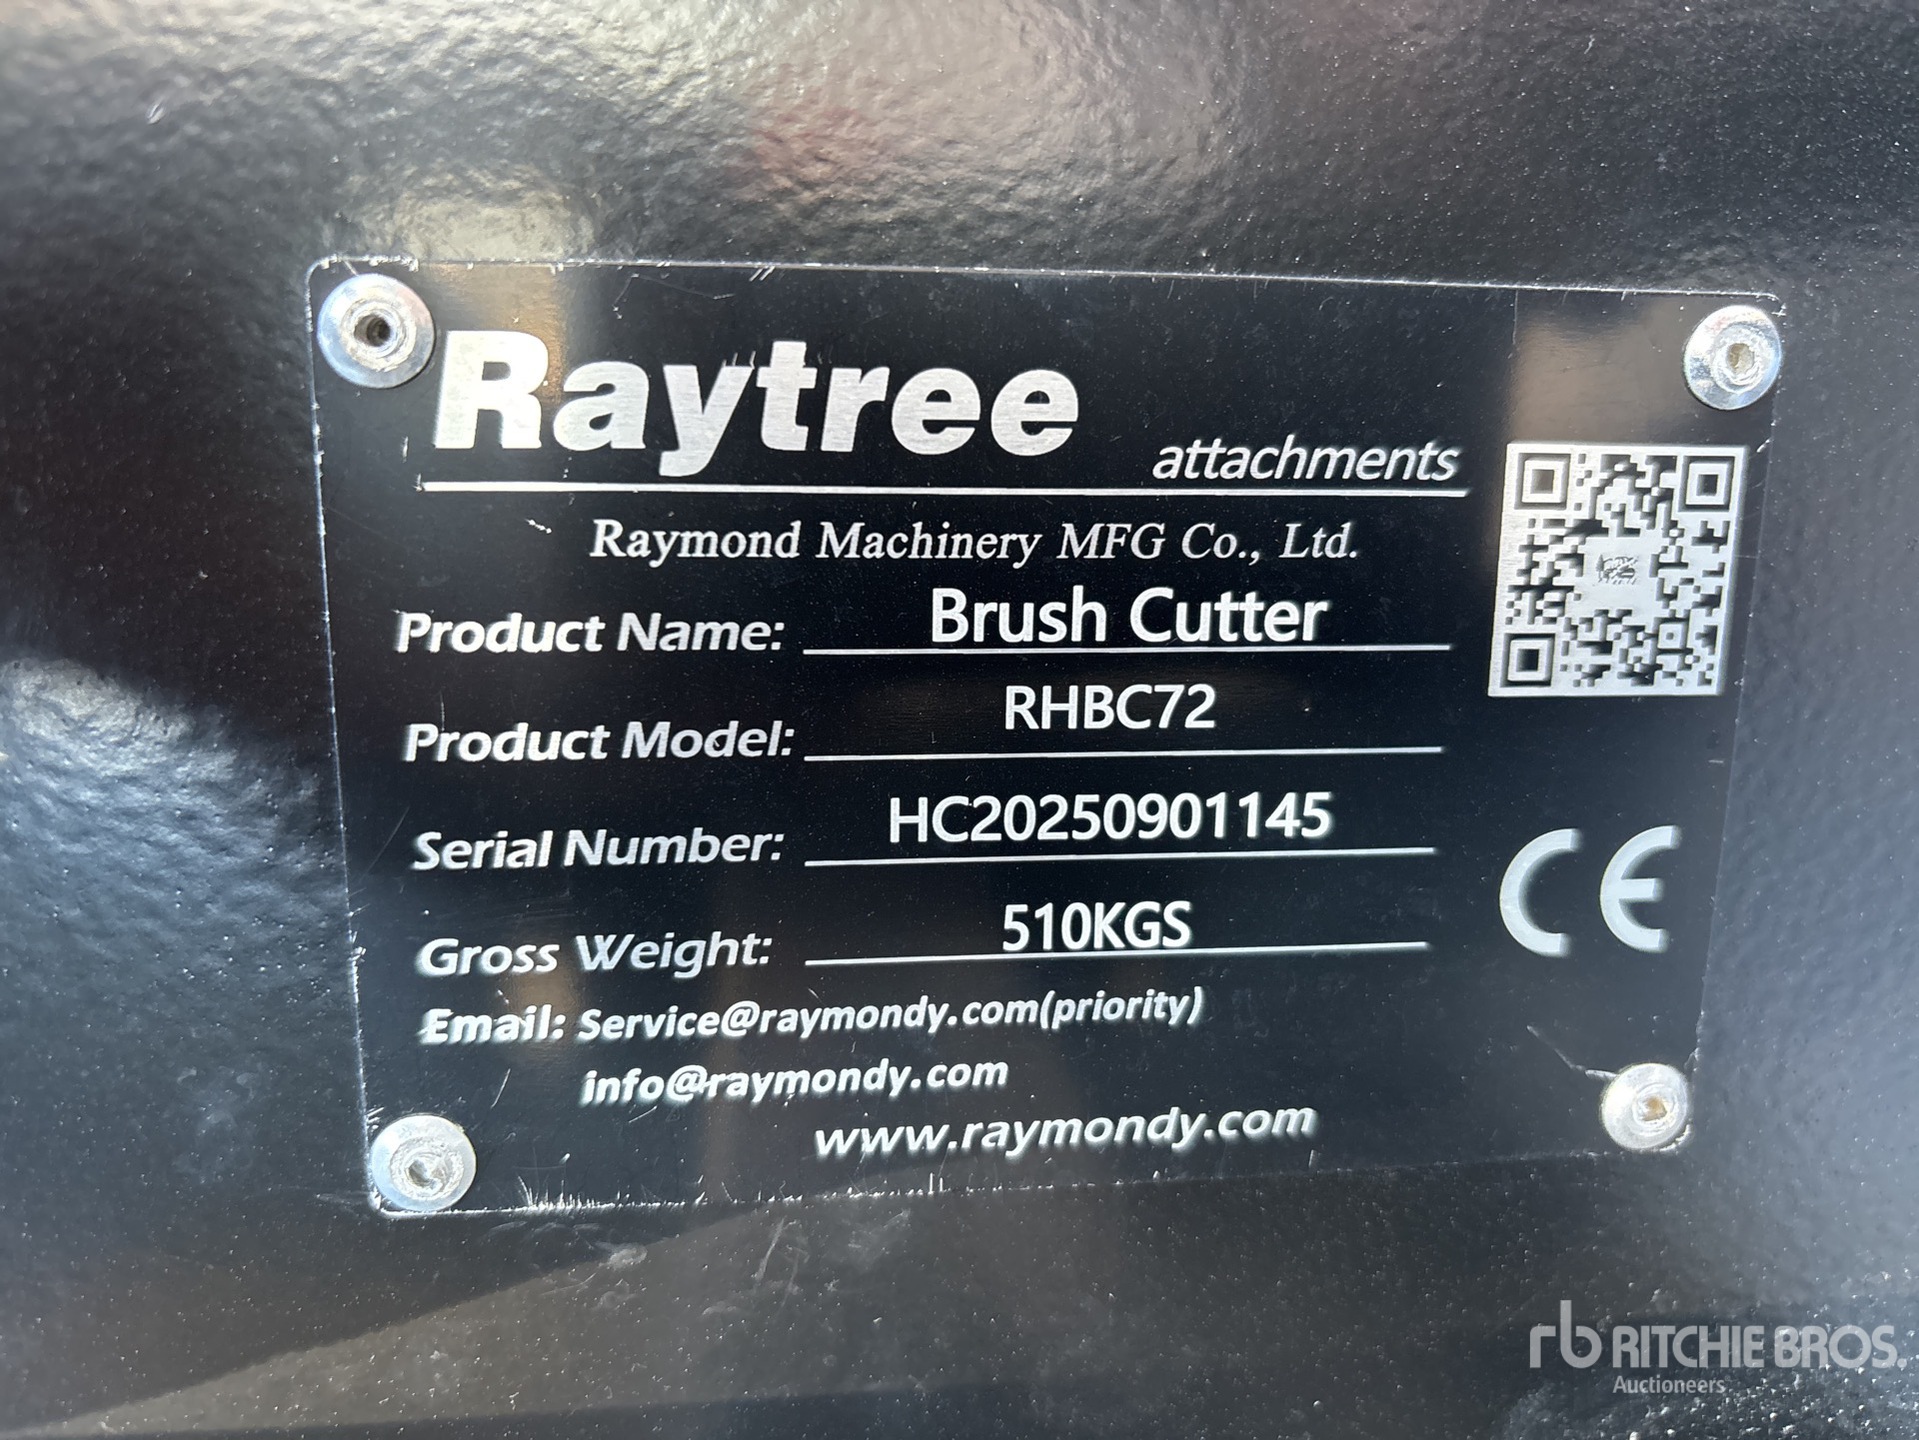 Raytree
attachments
Raymond Machinery MFG Co., Ltd.
Product Name: Brush Cutter
Product Model: RHBC72
Serial Number: HC20250901145
Gross Weight: 510KGS
Email: Service@raymondy.com(priority)
info@raymondy.com
www.raymondy.com
CE
rb RITCHIE BROS.
Auctioneers